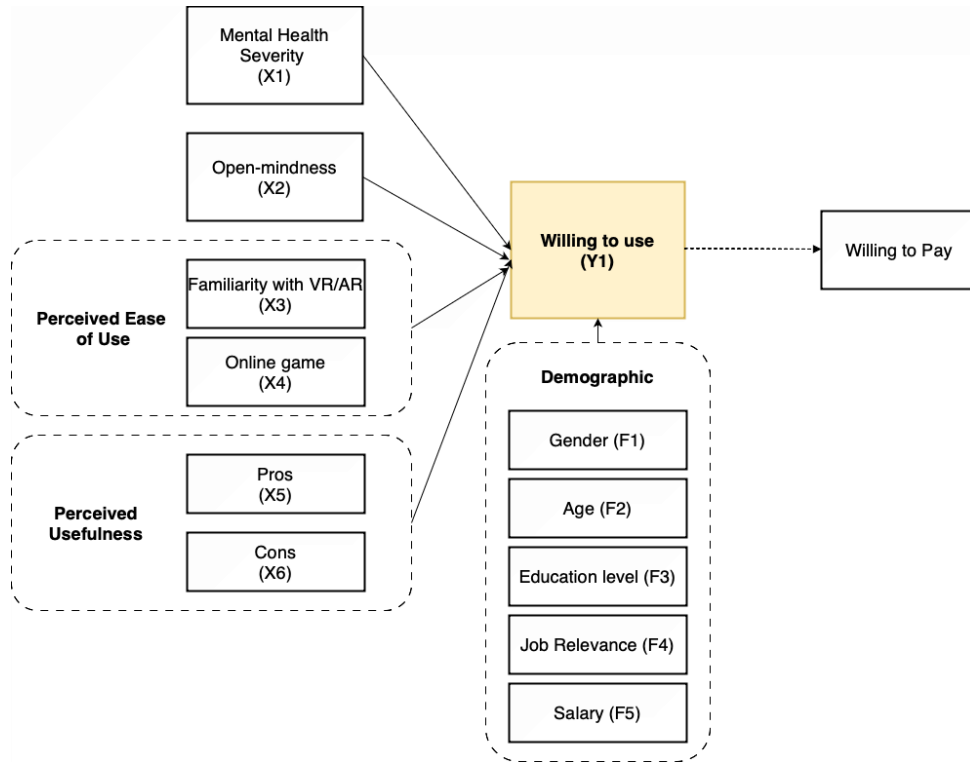 Mental Health
Severity
(X1)
Open-mindness
(X2)
Perceived Ease
of Use
Familiarity with VR/AR
(X3)
Online game
(X4)
Perceived
Usefulness
Pros
(X5)
Cons
(X6)
Willing to use
(Y1)
Willing to Pay
Demographic
Gender (F1)
Age (F2)
Education level (F3)
Job Relevance (F4)
Salary (F5)